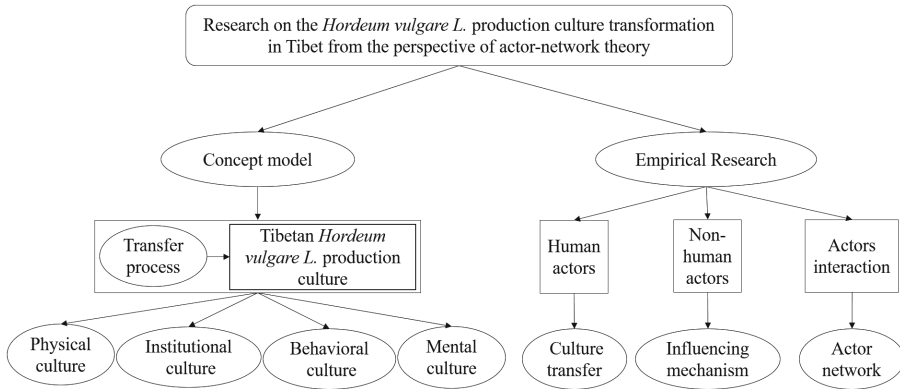 Research on the Hordeum vulgare L. production culture transformation
in Tibet from the perspective of actor-network theory
Concept model
Empirical Research
Transfer
process
Tibetan Hordeum
vulgare L. production
culture
Human
actors
Non-
human
actors
Actors
interaction
Physical
culture
Institutional
culture
Behavioral
culture
Mental
culture
Culture
transfer
Influencing
mechanism
Actor
network